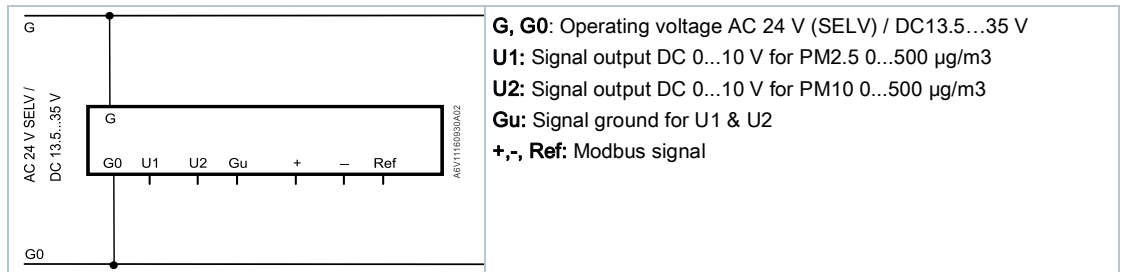 G
AC 24 V SELV /
DC 13.5...35 V
G
G0 U1 U2 Gu + – Ref
A6V11160930A02
G0
G, G0: Operating voltage AC 24 V (SELV) / DC13.5…35 V
U1: Signal output DC 0...10 V for PM2.5 0...500 µg/m3
U2: Signal output DC 0...10 V for PM10 0...500 µg/m3
Gu: Signal ground for U1 & U2
+,-, Ref: Modbus signal